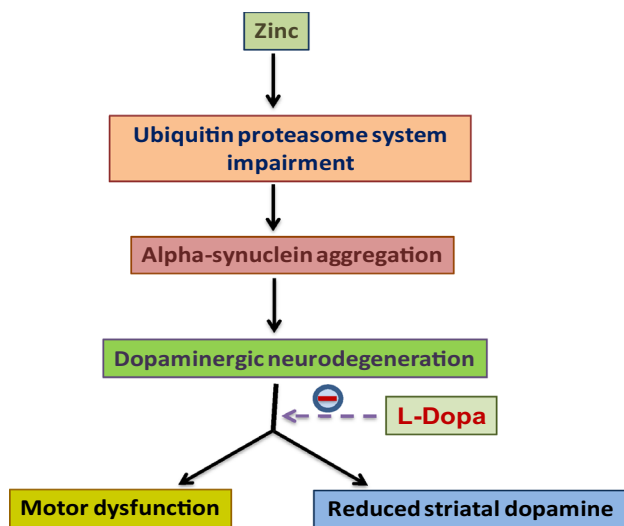 Zinc
Ubiquitin proteasome system
impairment
Alpha-synuclein aggregation
Dopaminergic neurodegeneration
L-Dopa
Motor dysfunction
Reduced striatal dopamine